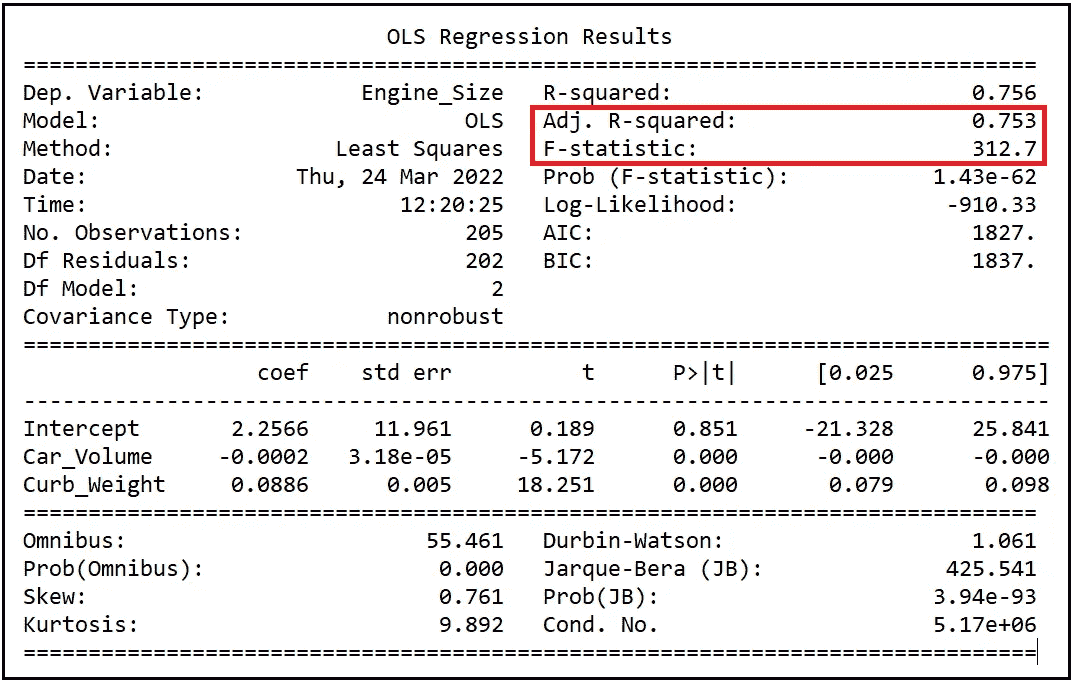 OLS Regression Results
==============================================================================
Dep. Variable: Engine_Size R-squared: 0.756
Model: OLS Adj. R-squared: 0.753
Method: Least Squares F-statistic: 312.7
Date: Thu, 24 Mar 2022 Prob (F-statistic): 1.43e-62
Time: 12:20:25 Log-Likelihood: -910.33
No. Observations: 205 AIC: 1827.
Df Residuals: 202 BIC: 1837.
Df Model: 2
Covariance Type: nonrobust
===============================================================================
coef std err t P>|t| [0.025 0.975]
-------------------------------------------------------------------------------
Intercept 2.2566 11.961 0.189 0.851 -21.328 25.841
Car_Volume -0.0002 3.18e-05 -5.172 0.000 -0.000 -0.000
Curb_Weight 0.0886 0.005 18.251 0.000 0.079 0.098
==============================================================================
Omnibus: 55.461 Durbin-Watson: 1.061
Prob(Omnibus): 0.000 Jarque-Bera (JB): 425.541
Skew: 0.761 Prob(JB): 3.94e-93
Kurtosis: 9.892 Cond. No. 5.17e+06
==============================================================================